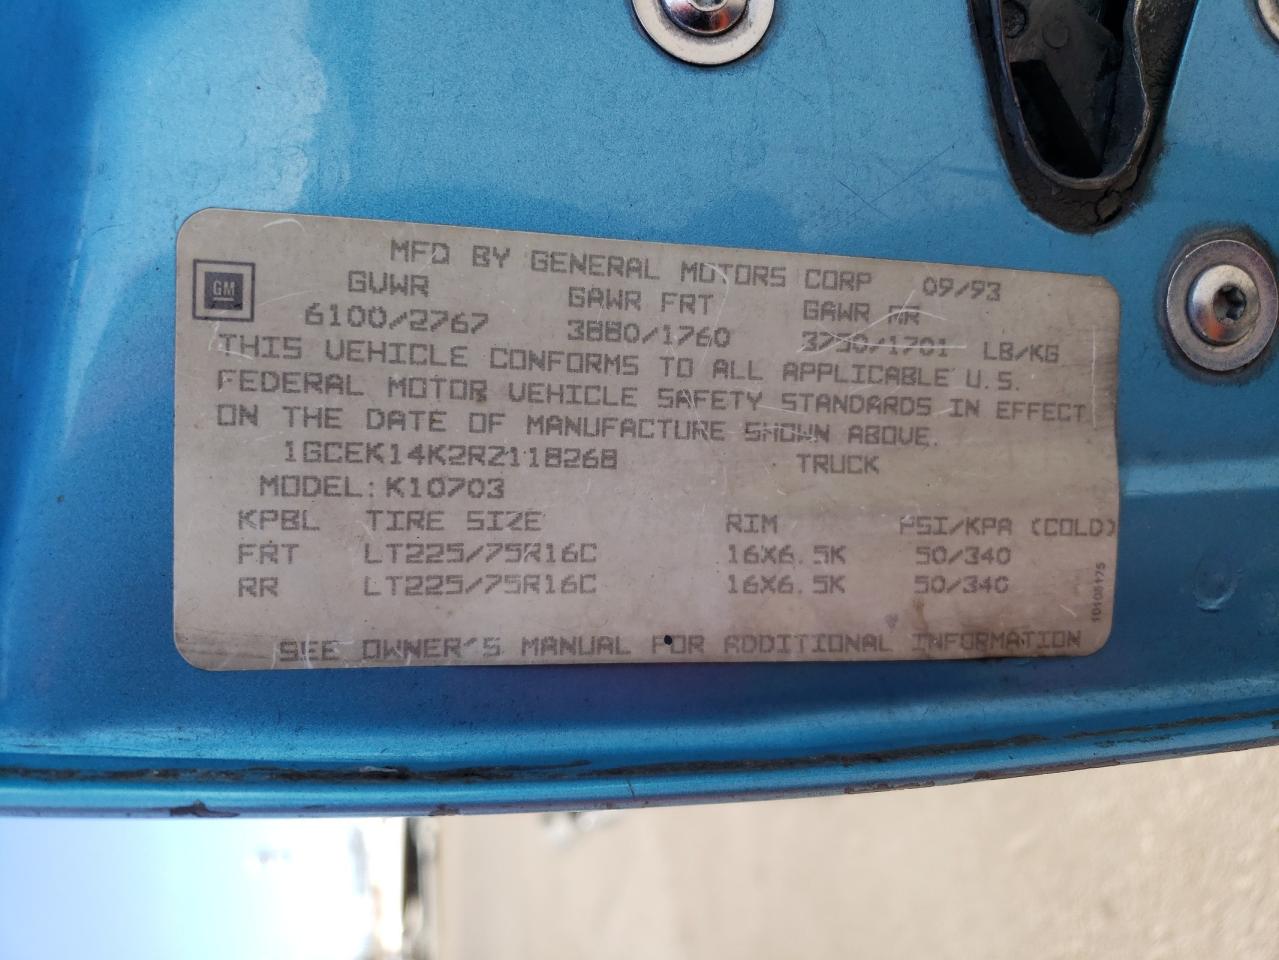 MFD BY GENERAL MOTORS CORP 09/93
GM
GVWR GAWR FRT GAWR RR
6100/2767 3880/1760 3750/1701 LB/KG
THIS VEHICLE CONFORMS TO ALL APPLICABLE U.S.
FEDERAL MOTOR VEHICLE SAFETY STANDARDS IN EFFECT
ON THE DATE OF MANUFACTURE SHOWN ABOVE.
1GCEK14K2RZ118268 TRUCK
MODEL: K10703
KPBL TIRE SIZE RIM PSI/KPA (COLD)
FRT LT225/75R16C 16X6.5K 50/340
RR LT225/75R16C 16X6.5K 50/340
SEE OWNER'S MANUAL FOR ADDITIONAL INFORMATION